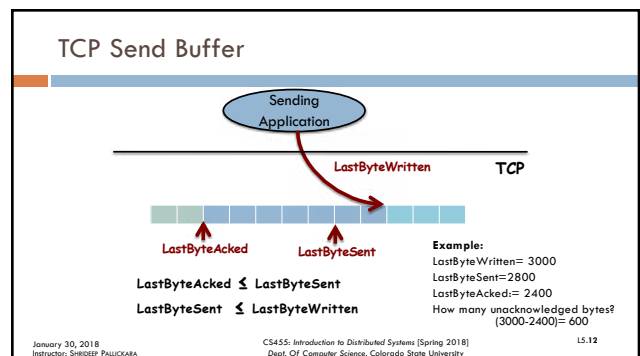 TCP Send Buffer
Sending
Application
LastByteWritten
TCP
LastByteAcked
LastByteSent
LastByteAcked ≤ LastByteSent
LastByteSent ≤ LastByteWritten
Example:
LastByteWritten= 3000
LastByteSent=2800
LastByteAcked:= 2400
How many unacknowledged bytes?
(3000-2400)= 600
January 30, 2018
Instructor: SHRIDEEP PALLICKARA
CS455: Introduction to Distributed Systems [Spring 2018]
Dept. Of Computer Science, Colorado State University
L5.12